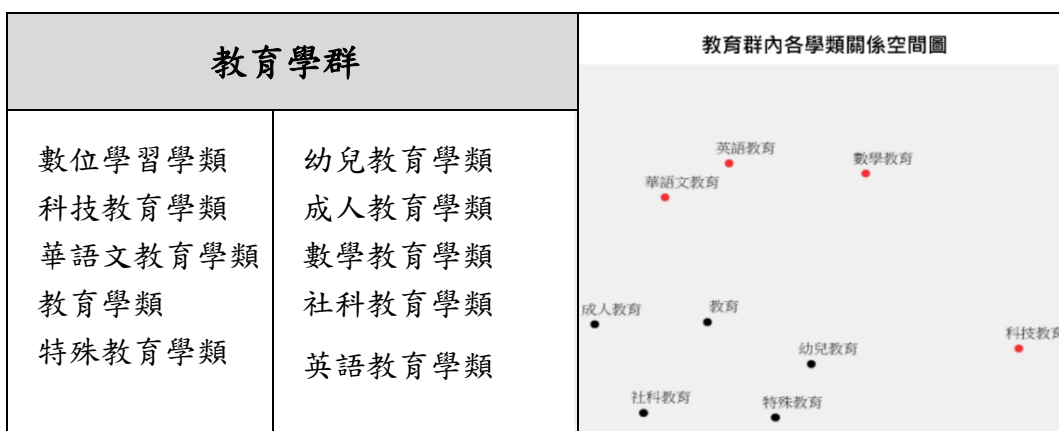 教育學群
數位學習學類
科技教育學類
華語文教育學類
教育學類
特殊教育學類
幼兒教育學類
成人教育學類
數學教育學類
社科教育學類
英語教育學類
教育群內各學類關係空間圖
英語教育
數學教育
華語文教育
成人教育
教育
科技教育
幼兒教育
社科教育
特殊教育